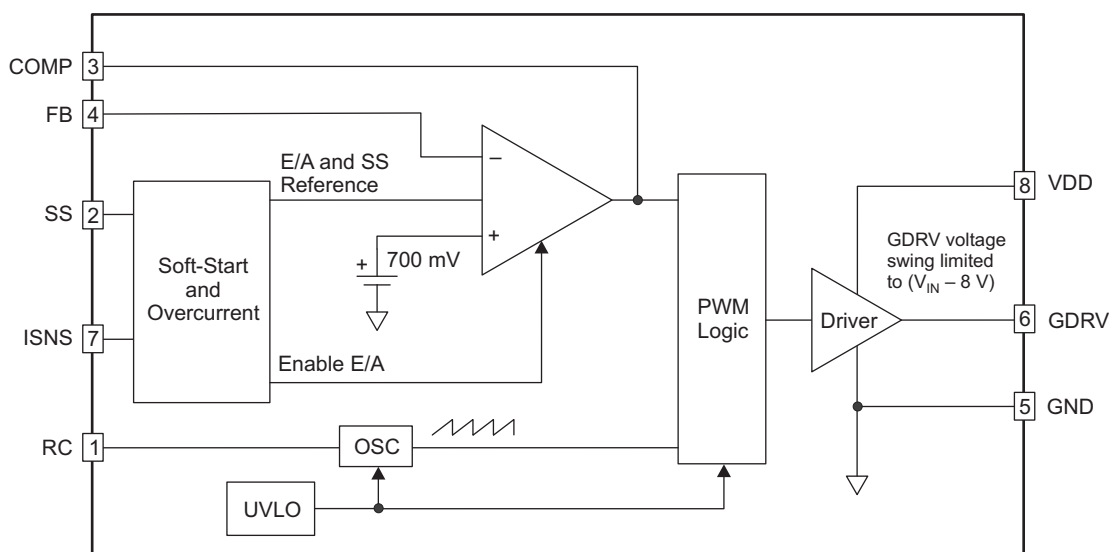 COMP 3
FB 4
E/A and SS
Reference
−
+
+
700 mV
SS 2
Soft-Start
and
Overcurrent
ISNS 7
Enable E/A
RC 1
OSC
UVLO
PWM
Logic
Driver
GDRV voltage
swing limited
to (V_IN – 8 V)
8 VDD
6 GDRV
5 GND